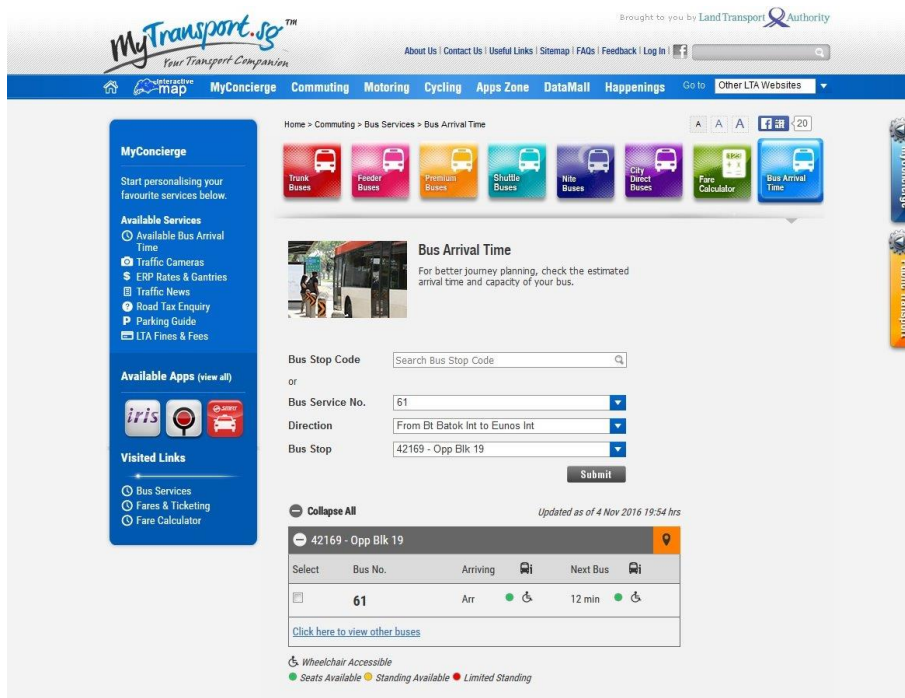 MyTransport.sg™
Your Transport Companion
Brought to you by Land Transport Authority
About Us | Contact Us | Useful Links | Sitemap | FAQs | Feedback | Log In |
interactive map MyConcierge Commuting Motoring Cycling Apps Zone DataMall Happenings Go to Other LTA Websites
Home > Commuting > Bus Services > Bus Arrival Time
A A A
20
MyConcierge
Start personalising your
favourite services below.
Available Services
Available Bus Arrival
Time
Traffic Cameras
$ ERP Rates & Gantries
Traffic News
? Road Tax Enquiry
P Parking Guide
LTA Fines & Fees
Available Apps (view all)
iris
Visited Links
Bus Services
Fares & Ticketing
Fare Calculator
Trunk
Buses
Feeder
Buses
Premium
Buses
Shuttle
Buses
Nite
Buses
City
Direct
Buses
Fare
Calculator
Bus Arrival
Time
Bus Arrival Time
For better journey planning, check the estimated
arrival time and capacity of your bus.
Bus Stop Code Search Bus Stop Code
or
Bus Service No. 61
Direction From Bt Batok Int to Eunos Int
Bus Stop 42169 - Opp Blk 19
Submit
Collapse All Updated as of 4 Nov 2016 19:54 hrs
42169 - Opp Blk 19
Select Bus No. Arriving Next Bus
61 Arr 12 min
Click here to view other buses
Wheelchair Accessible
Seats Available Standing Available Limited Standing